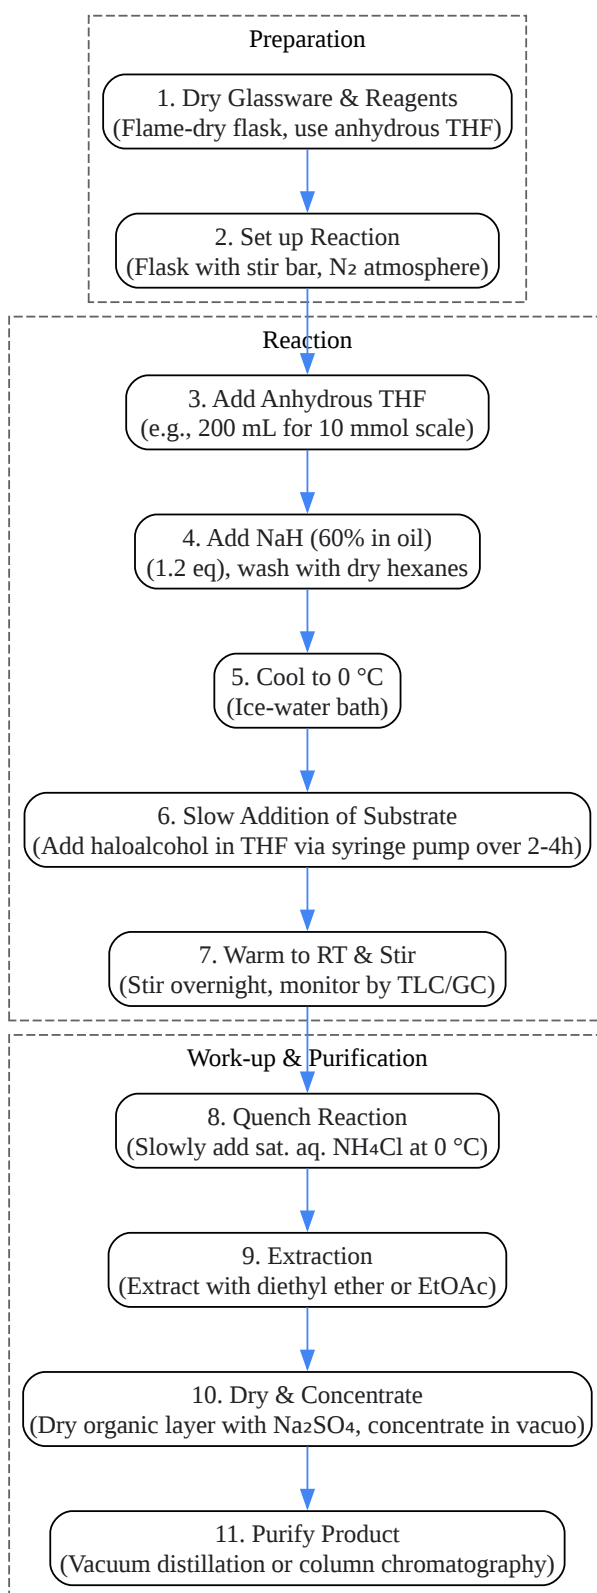 Preparation
1. Dry Glassware & Reagents
(Flame-dry flask, use anhydrous THF)
2. Set up Reaction
(Flask with stir bar, N₂ atmosphere)
Reaction
3. Add Anhydrous THF
(e.g., 200 mL for 10 mmol scale)
4. Add NaH (60% in oil)
(1.2 eq), wash with dry hexanes
5. Cool to 0 °C
(Ice-water bath)
6. Slow Addition of Substrate
(Add haloalcohol in THF via syringe pump over 2-4h)
7. Warm to RT & Stir
(Stir overnight, monitor by TLC/GC)
Work-up & Purification
8. Quench Reaction
(Slowly add sat. aq. NH₄Cl at 0 °C)
9. Extraction
(Extract with diethyl ether or EtOAc)
10. Dry & Concentrate
(Dry organic layer with Na₂SO₄, concentrate in vacuo)
11. Purify Product
(Vacuum distillation or column chromatography)